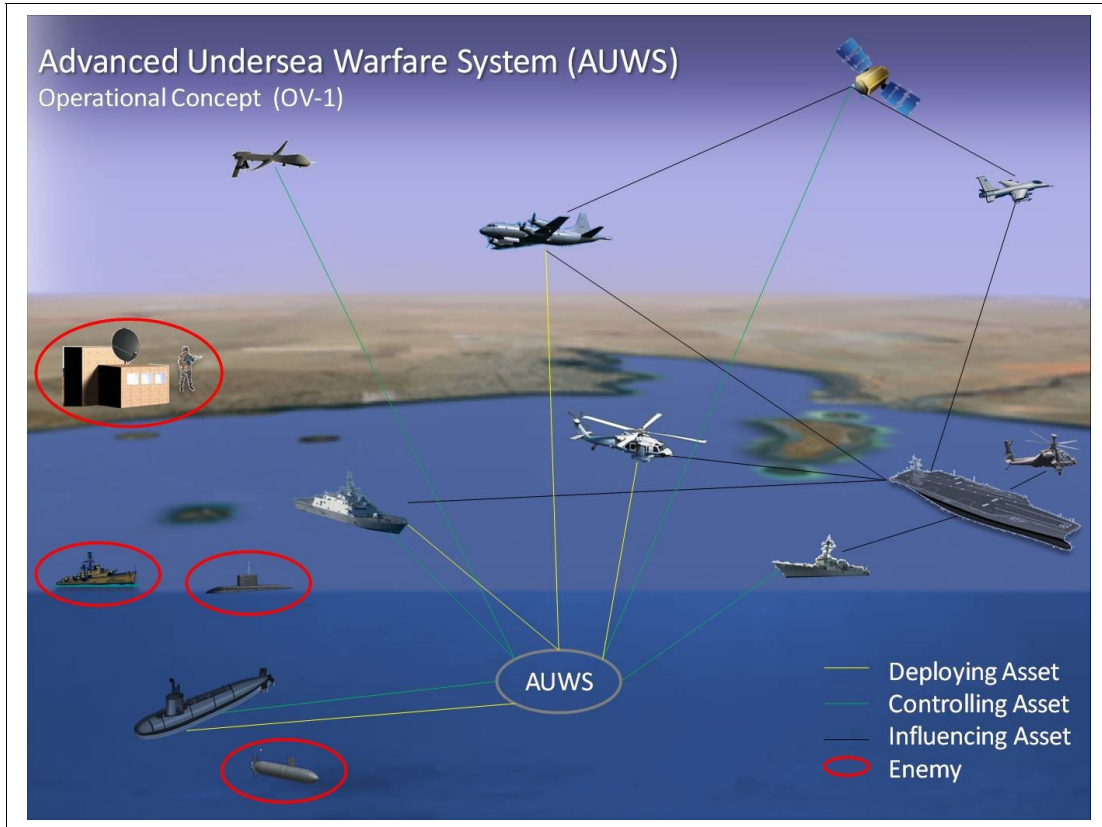 Advanced Undersea Warfare System (AUWS)
Operational Concept (OV-1)
AUWS
Deploying Asset
Controlling Asset
Influencing Asset
Enemy